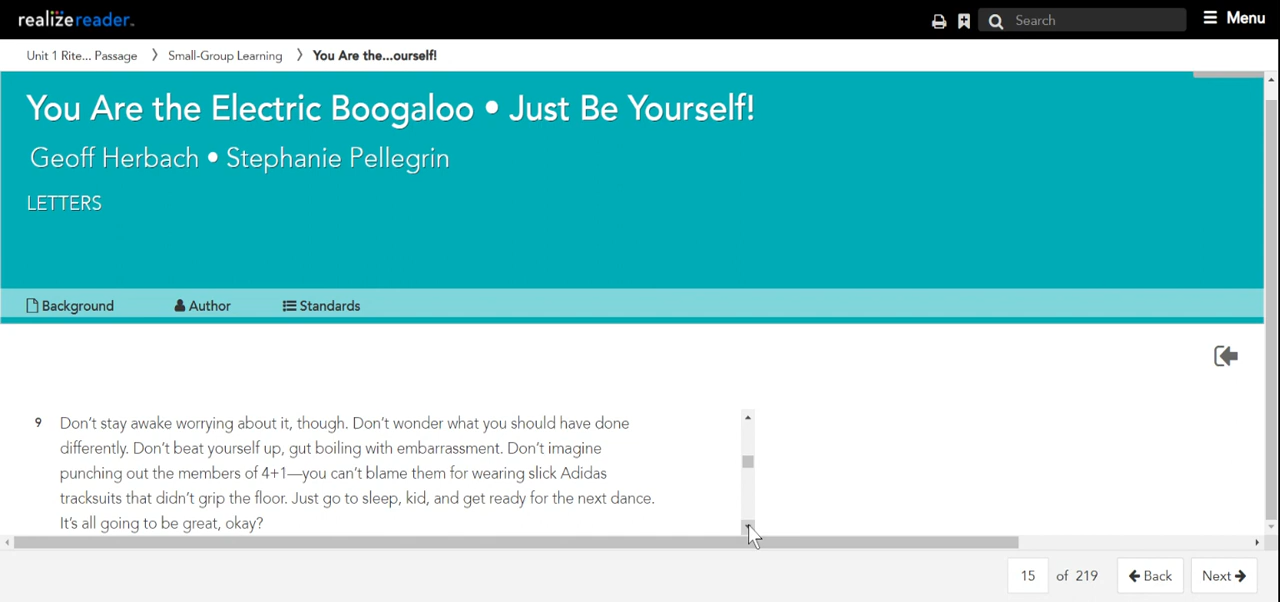 realizereader.
Search
Menu
Unit 1 Rite... Passage
Small-Group Learning
You Are the...ourself!
You Are the Electric Boogaloo • Just Be Yourself!
Geoff Herbach • Stephanie Pellegrin
LETTERS
Background
Author
Standards
9 Don't stay awake worrying about it, though. Don't wonder what you should have done
differently. Don't beat yourself up, gut boiling with embarrassment. Don't imagine
punching out the members of 4+1—you can't blame them for wearing slick Adidas
tracksuits that didn't grip the floor. Just go to sleep, kid, and get ready for the next dance.
It's all going to be great, okay?
15 of 219
Back
Next